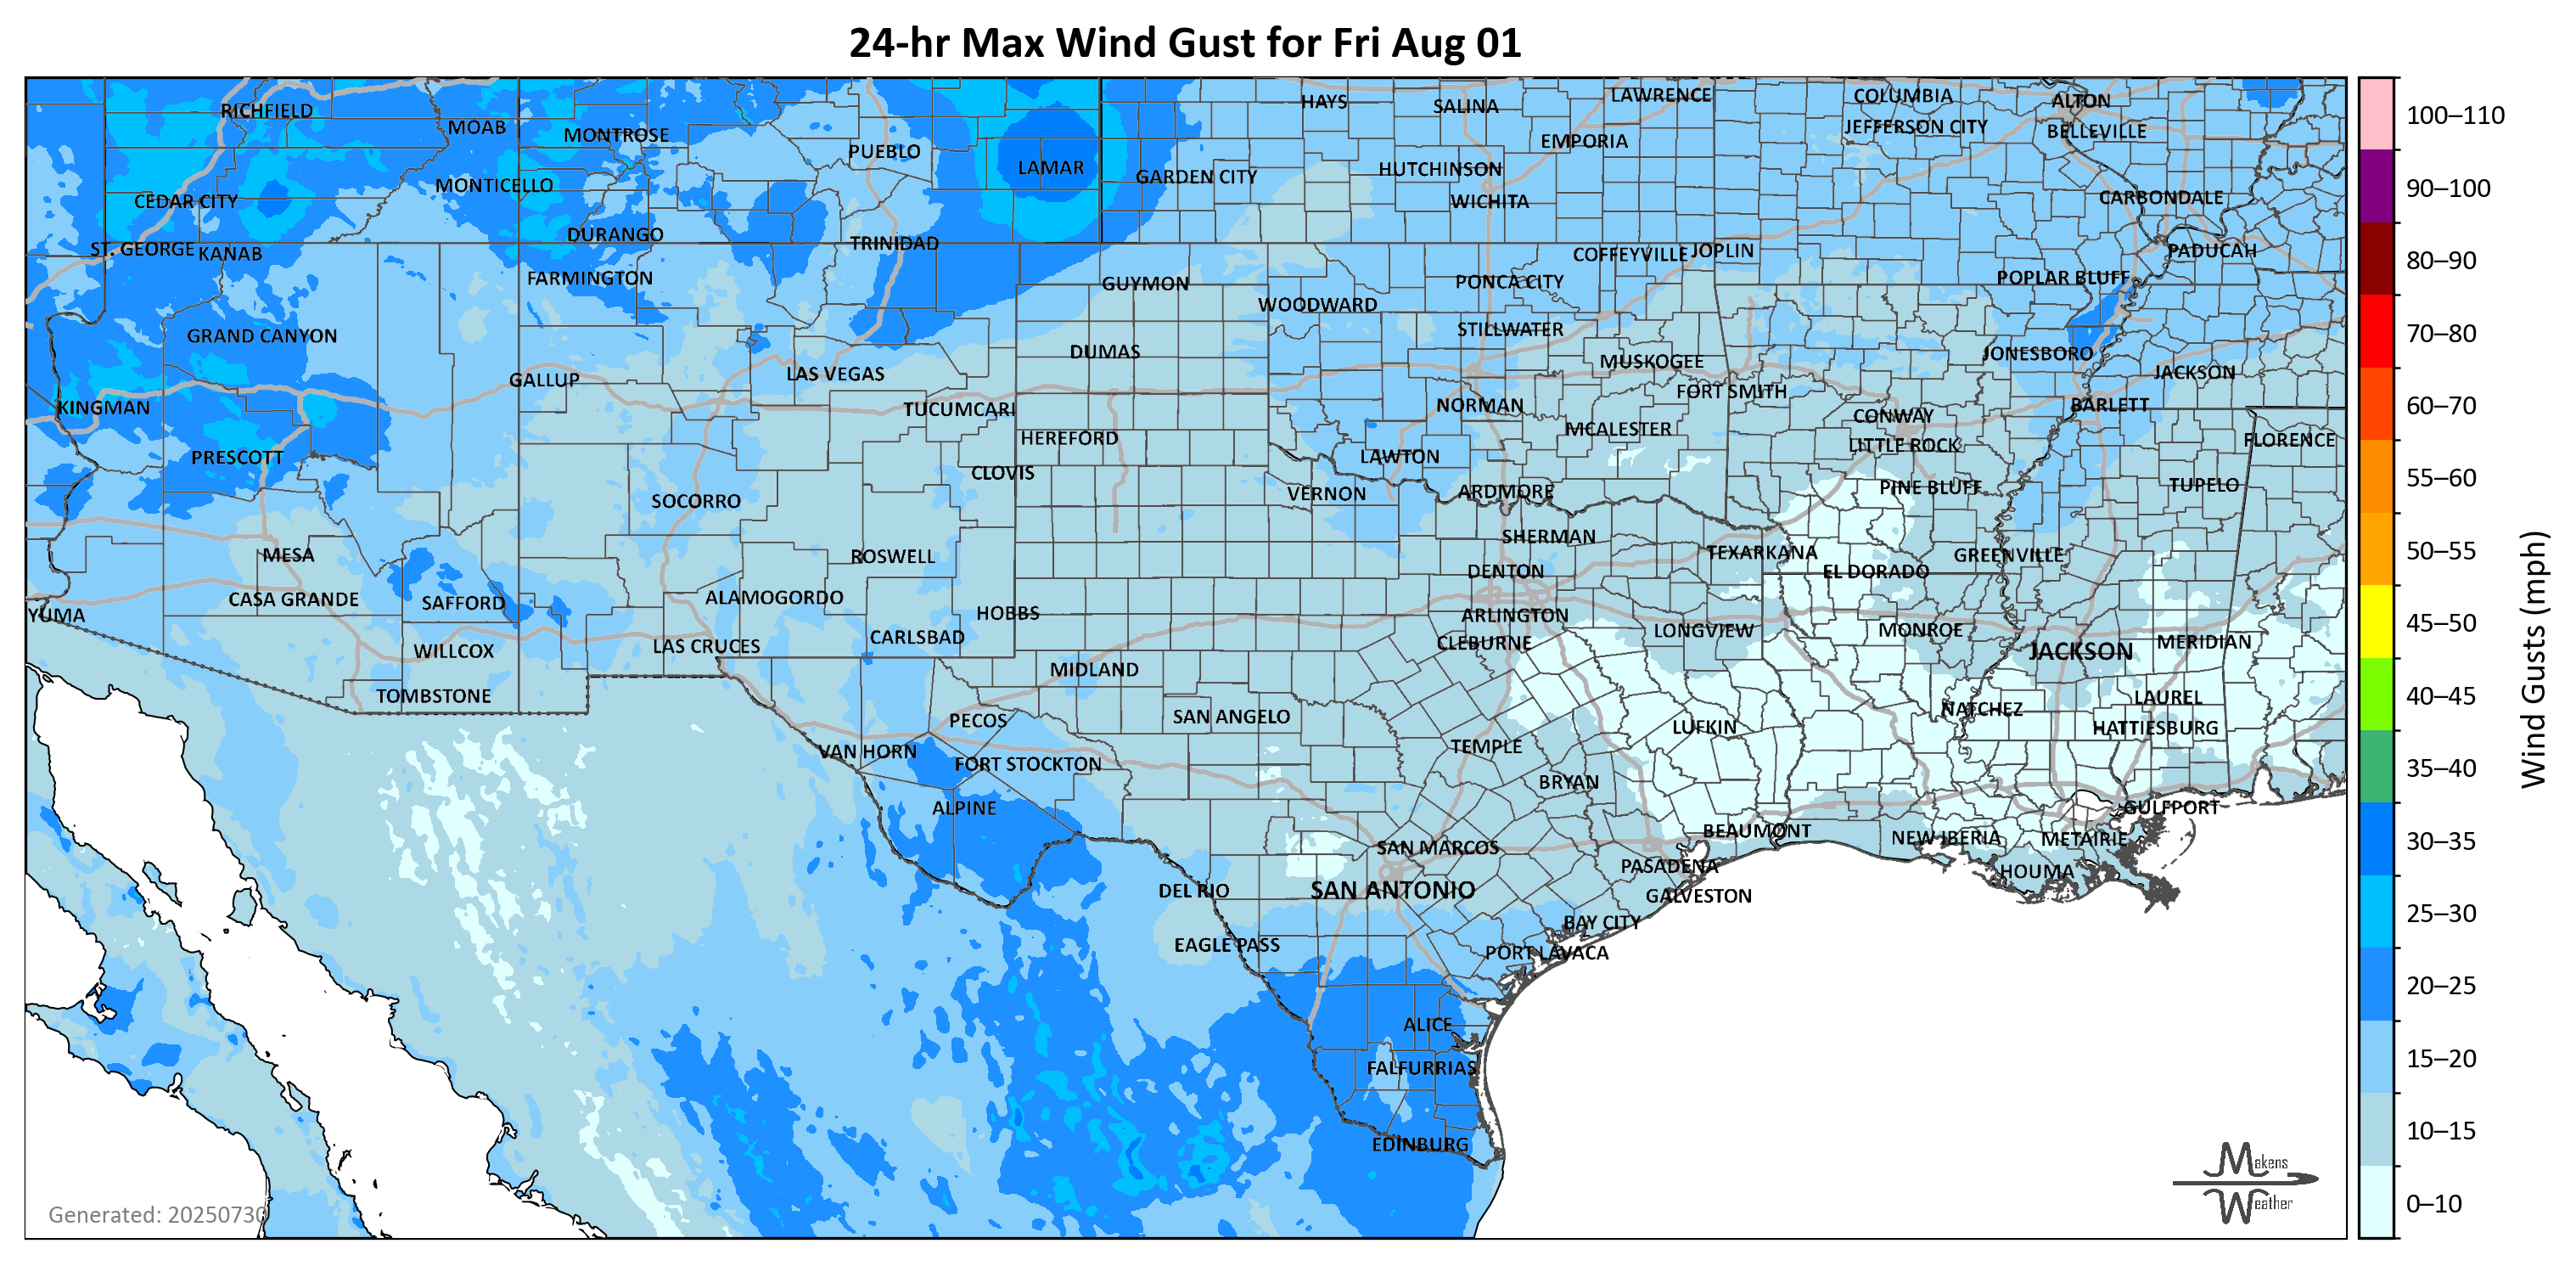 24-hr Max Wind Gust for Fri Aug 01
RICHFIELD
MOAB
MONTROSE
PUEBLO
LAMAR
HAYS
SALINA
LAWRENCE
COLUMBIA
ALTON
JEFFERSON CITY
BELLEVILLE
EMPORIA
HUTCHINSON
GARDEN CITY
WICHITA
MONTICELLO
CEDAR CITY
CARBONDALE
DURANGO
TRINIDAD
ST. GEORGE
KANAB
COFFEYVILLE
JOPLIN
PADUCAH
FARMINGTON
GUYMON
PONCA CITY
POPLAR BLUFF
WOODWARD
GRAND CANYON
STILLWATER
DUMAS
MUSKOGEE
JONESBORO
JACKSON
GALLUP
LAS VEGAS
FORT SMITH
KINGMAN
TUCUMCARI
NORMAN
CONWAY
BARLETT
HEREFORD
MCALESTER
LITTLE ROCK
FLORENCE
PRESCOTT
CLOVIS
LAWTON
SOCORRO
VERNON
ARDMORE
PINE BLUFF
TUPELO
MESA
ROSWELL
SHERMAN
TEXARKANA
GREENVILLE
DENTON
EL DORADO
CASA GRANDE
SAFFORD
ALAMOGORDO
HOBBS
ARLINGTON
YUMA
CARLSBAD
CLEBURNE
LONGVIEW
MONROE
MERIDIAN
WILLCOX
LAS CRUCES
JACKSON
MIDLAND
TOMBSTONE
LAUREL
PECOS
SAN ANGELO
NATCHEZ
LUFKIN
HATTIESBURG
VAN HORN
TEMPLE
FORT STOCKTON
BRYAN
ALPINE
GULFPORT
BEAUMONT
NEW IBERIA
METAIRIE
SAN MARCOS
PASADENA
HOUMA
DEL RIO
SAN ANTONIO
GALVESTON
BAY CITY
EAGLE PASS
PORT LAVACA
ALICE
FALFURRIAS
EDINBURG
Generated: 20250730
Makens
Weather
100–110
90–100
80–90
70–80
60–70
55–60
50–55
45–50
40–45
35–40
30–35
25–30
20–25
15–20
10–15
0–10
Wind Gusts (mph)